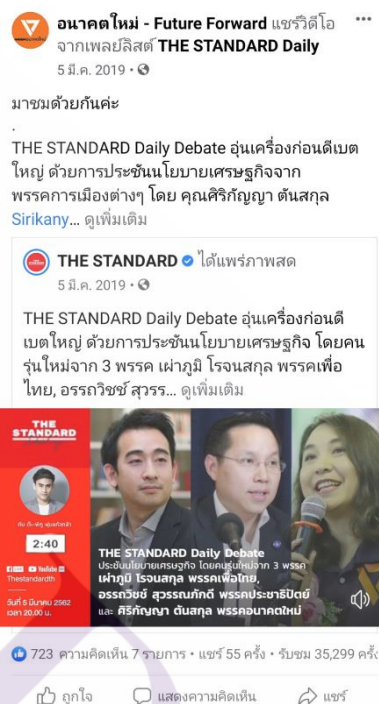 อนาคตใหม่ - Future Forward แชร์วิดีโอ
จากเพลย์ลิสต์ THE STANDARD Daily
5 มี.ค. 2019 ·
มาชมด้วยกันค่ะ
.
THE STANDARD Daily Debate อุ่นเครื่องก่อนดีเบต
ใหญ่ ด้วยการประชันนโยบายเศรษฐกิจจาก
พรรคการเมืองต่างๆ โดย คุณศิริกัญญา ตันสกุล
Sirikany... ดูเพิ่มเติม
THE STANDARD ได้แพร่ภาพสด
5 มี.ค. 2019 ·
THE STANDARD Daily Debate อุ่นเครื่องก่อนดี
เบตใหญ่ ด้วยการประชันนโยบายเศรษฐกิจ โดยคน
รุ่นใหม่จาก 3 พรรค เผ่าภูมิ โรจนสกุล พรรคเพื่อ
ไทย, อรรถวิชช์ สุวรร... ดูเพิ่มเติม
THE
STANDARD
2:40
YouTube
Thestandardth
วันที่ 5 มีนาคม 2562
เวลา 20.00 น.
THE STANDARD Daily Debate
ประชันนโยบายเศรษฐกิจ โดยคนรุ่นใหม่จาก 3 พรรค
เผ่าภูมิ โรจนสกุล พรรคเพื่อไทย,
อรรถวิชช์ สุวรรณภักดี พรรคประชาธิปัตย์
และ ศิริกัญญา ตันสกุล พรรคอนาคตใหม่
723 ความคิดเห็น 7 รายการ • แชร์ 55 ครั้ง • รับชม 35,299 ครั้ง
ถูกใจ แสดงความคิดเห็น แชร์